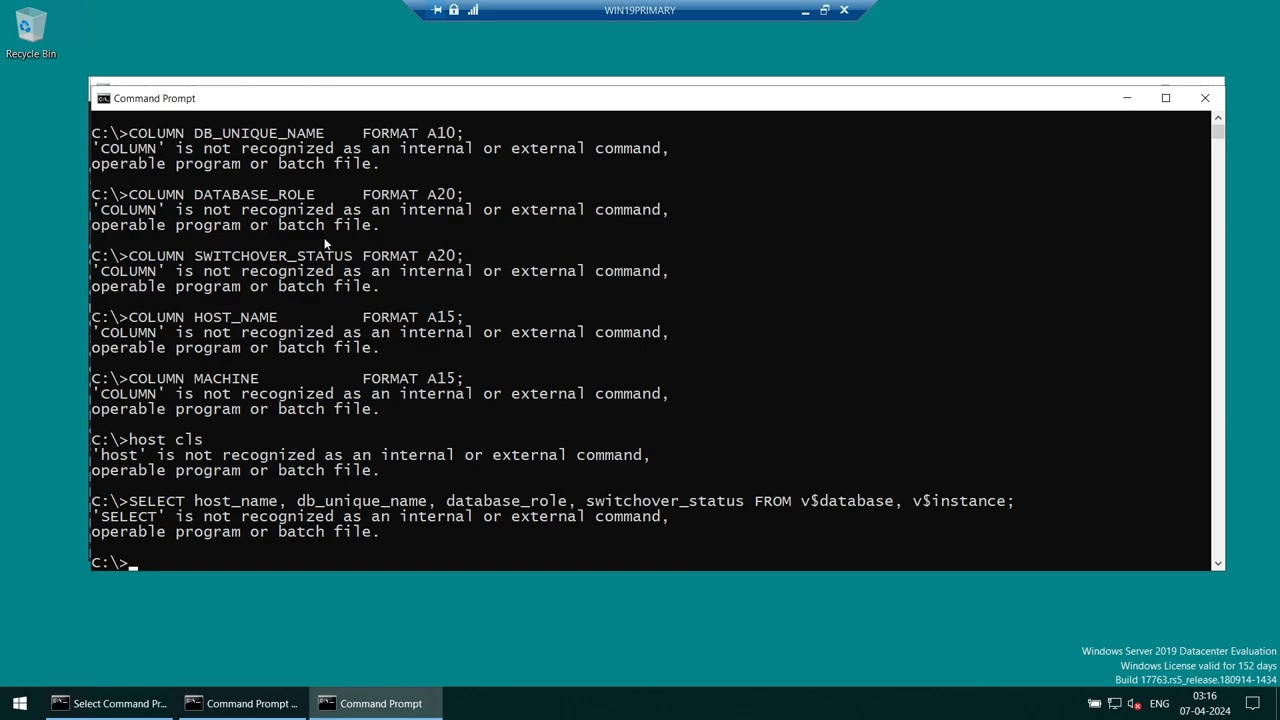 WIN19PRIMARY
Recycle Bin
Command Prompt
C:\>COLUMN DB_UNIQUE_NAME    FORMAT A10;
'COLUMN' is not recognized as an internal or external command,
operable program or batch file.
C:\>COLUMN DATABASE_ROLE     FORMAT A20;
'COLUMN' is not recognized as an internal or external command,
operable program or batch file.
C:\>COLUMN SWITCHOVER_STATUS FORMAT A20;
'COLUMN' is not recognized as an internal or external command,
operable program or batch file.
C:\>COLUMN HOST_NAME         FORMAT A15;
'COLUMN' is not recognized as an internal or external command,
operable program or batch file.
C:\>COLUMN MACHINE           FORMAT A15;
'COLUMN' is not recognized as an internal or external command,
operable program or batch file.
C:\>host cls
'host' is not recognized as an internal or external command,
operable program or batch file.
C:\>SELECT host_name, db_unique_name, database_role, switchover_status FROM v$database, v$instance;
'SELECT' is not recognized as an internal or external command,
operable program or batch file.
C:\>
Windows Server 2019 Datacenter Evaluation
Windows License valid for 152 days
Build 17763.rs5_release.180914-1434
Select Command Pr...
Command Prompt ...
Command Prompt
ENG
03:16
07-04-2024